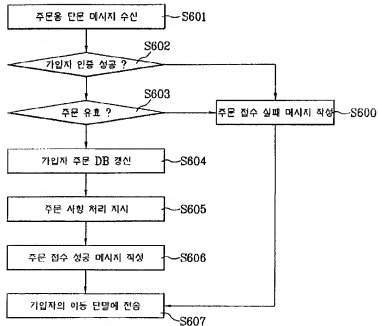 주문용 단문 메시지 수신
S601
S602
가입자 인증 성공 ?
S603
주문 유효 ?
주문 접수 실패 메시지 작성
S600
가입자 주문 DB 갱신
S604
주문 사항 처리 지시
S605
주문 접수 성공 메시지 작성
S606
가입자의 이동 단말에 전송
S607